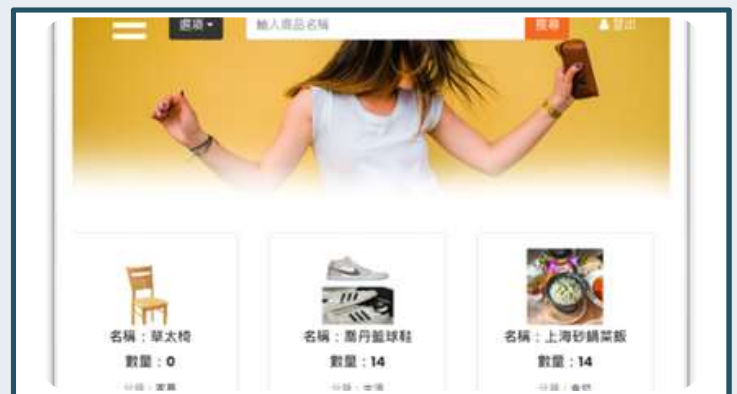 選項 輸入商品名稱 搜尋 登出
名稱：草太椅
數量：0
名稱：喬丹籃球鞋
數量：14
名稱：上海砂鍋菜飯
數量：14